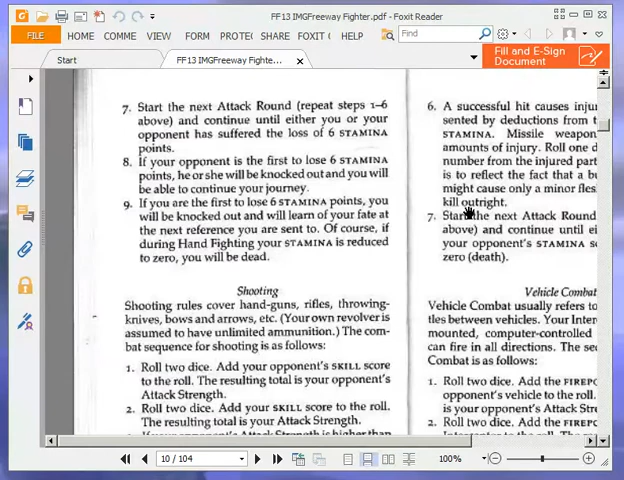 FF13 IMGFreeway Fighter.pdf - Foxit Reader
FILE
HOME
COMME
VIEW
FORM
PROTE
SHARE
FOXIT C
HELP
Find
Start
FF13 IMGFreeway Fighte...
Fill and E-Sign
Document
7. Start the next Attack Round (repeat steps 1–6
above) and continue until either you or your
opponent has suffered the loss of 6 STAMINA
points.
8. If your opponent is the first to lose 6 STAMINA
points, he or she will be knocked out and you will
be able to continue your journey.
9. If you are the first to lose 6 STAMINA points, you
will be knocked out and will learn of your fate at
the next reference you are sent to. Of course, if
during Hand Fighting your STAMINA is reduced
to zero, you will be dead.
Shooting
Shooting rules cover hand-guns, rifles, throwing-
knives, bows and arrows, etc. (Your own revolver is
assumed to have unlimited ammunition.) The com-
bat sequence for shooting is as follows:
1. Roll two dice. Add your opponent's SKILL score
to the roll. The resulting total is your opponent's
Attack Strength.
2. Roll two dice. Add your SKILL score to the roll.
The resulting total is your Attack Strength.
If your opponent's Attack Strength is higher than
6. A successful hit causes injur
sented by deductions from t
STAMINA. Missile weapon
amounts of injury. Roll one d
number from the injured part
is to reflect the fact that a bu
might cause only a minor fles
kill outright.
7. Start the next Attack Round
above) and continue until ei
your opponent's STAMINA sc
zero (death).
Vehicle Combat
Vehicle Combat usually refers to
tles between vehicles. Your Inter
mounted, computer-controlled
can fire in all directions. The sec
Combat is as follows:
1. Roll two dice. Add the FIREPO
opponent's vehicle to the roll.
is your opponent's Attack Stre
2. Roll two dice. Add the FIREPO
10 / 104
100%